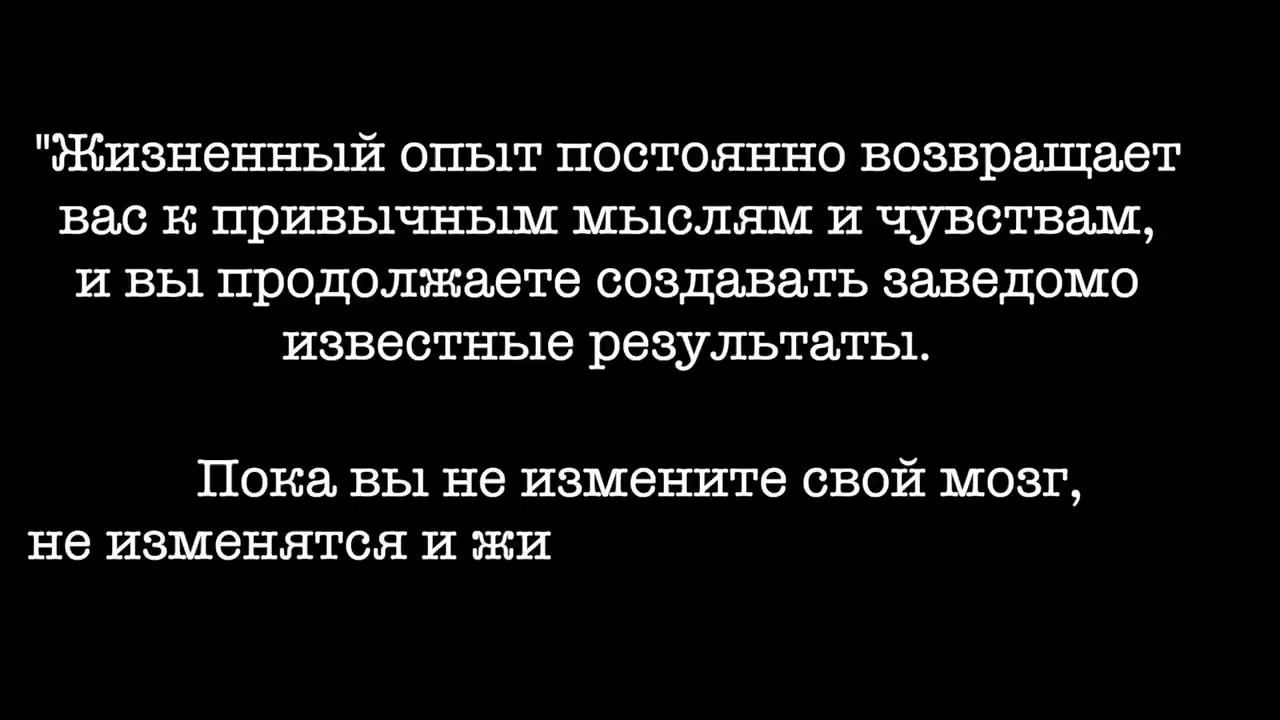 "Жизненный опыт постоянно возвращает
вас к привычным мыслям и чувствам,
и вы продолжаете создавать заведомо
известные результаты.
Пока вы не измените свой мозг,
не изменятся и жи